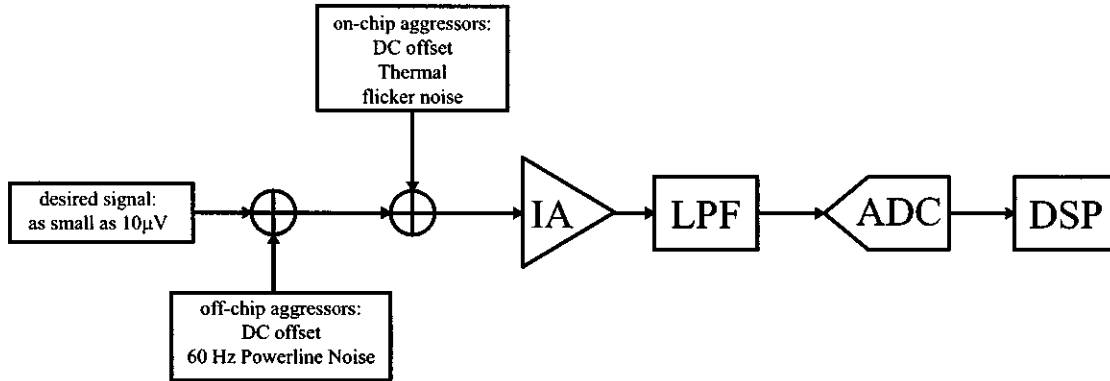 on-chip aggressors:
DC offset
Thermal
flicker noise
desired signal:
as small as 10μV
IA
LPF
ADC
DSP
off-chip aggressors:
DC offset
60 Hz Powerline Noise